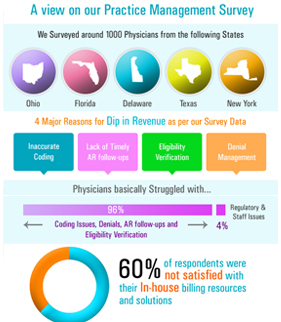 A view on our Practice Management Survey
We Surveyed around 1000 Physicians from the following States
Ohio
Florida
Delaware
Texas
New York
4 Major Reasons for Dip in Revenue as per our Survey Data
Inaccurate
Coding
Lack of Timely
AR follow-ups
Eligibility
Verification
Denial
Management
Physicians basically Struggled with...
96%
Regulatory &
Staff Issues
Coding Issues, Denials, AR follow-ups and
Eligibility Verification
4%
60% of respondents were
not satisfied with
their In-house billing resources
and solutions